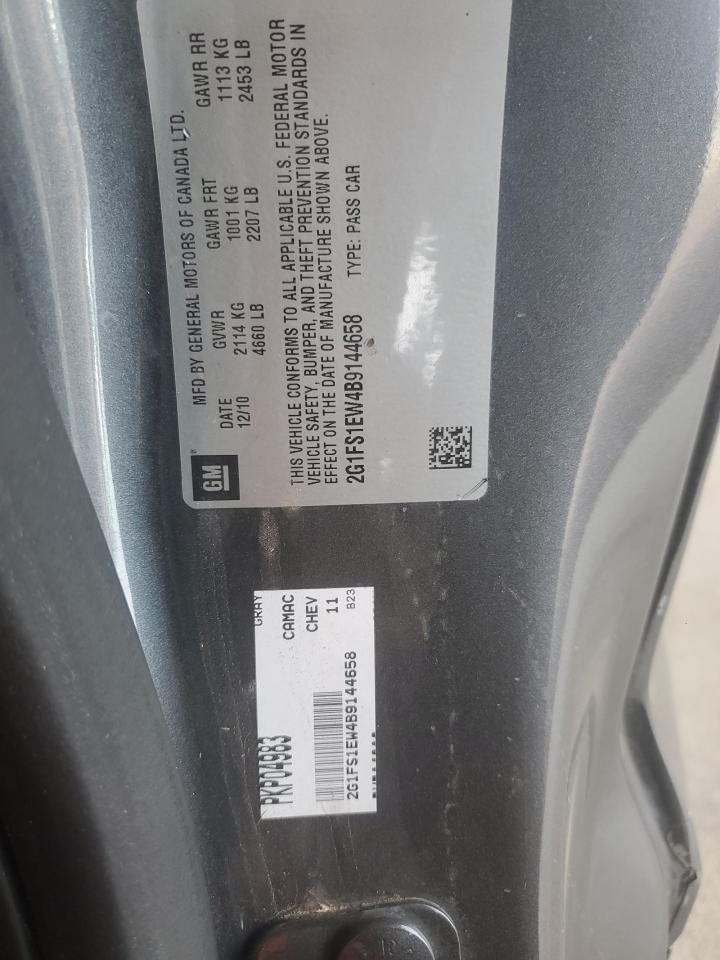 MFD BY GENERAL MOTORS OF CANADA LTD.
DATE GVWR GAWR FRT GAWR RR
12/10 2114 KG 1001 KG 1113 KG
4660 LB 2207 LB 2453 LB
GM
THIS VEHICLE CONFORMS TO ALL APPLICABLE U.S. FEDERAL MOTOR
VEHICLE SAFETY, BUMPER, AND THEFT PREVENTION STANDARDS IN
EFFECT ON THE DATE OF MANUFACTURE SHOWN ABOVE.
2G1FS1EW4B9144658 TYPE: PASS CAR
GRAY
PKP04983 CAMAC
CHEV
11
2G1FS1EW4B9144658 B23